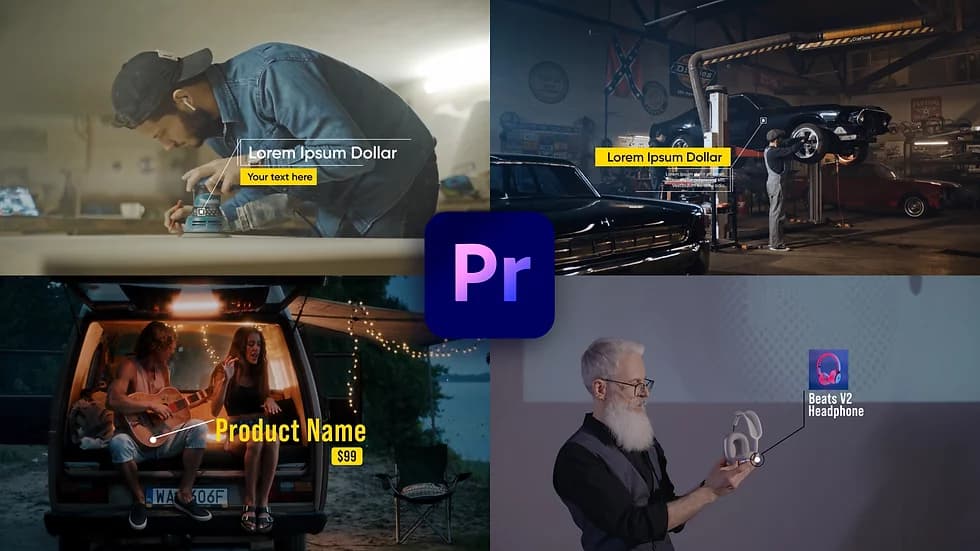 Lorem Ipsum Dollar
Your text here
Lorem Ipsum Dollar
Pr
Product Name
$99
Beats V2
Headphone